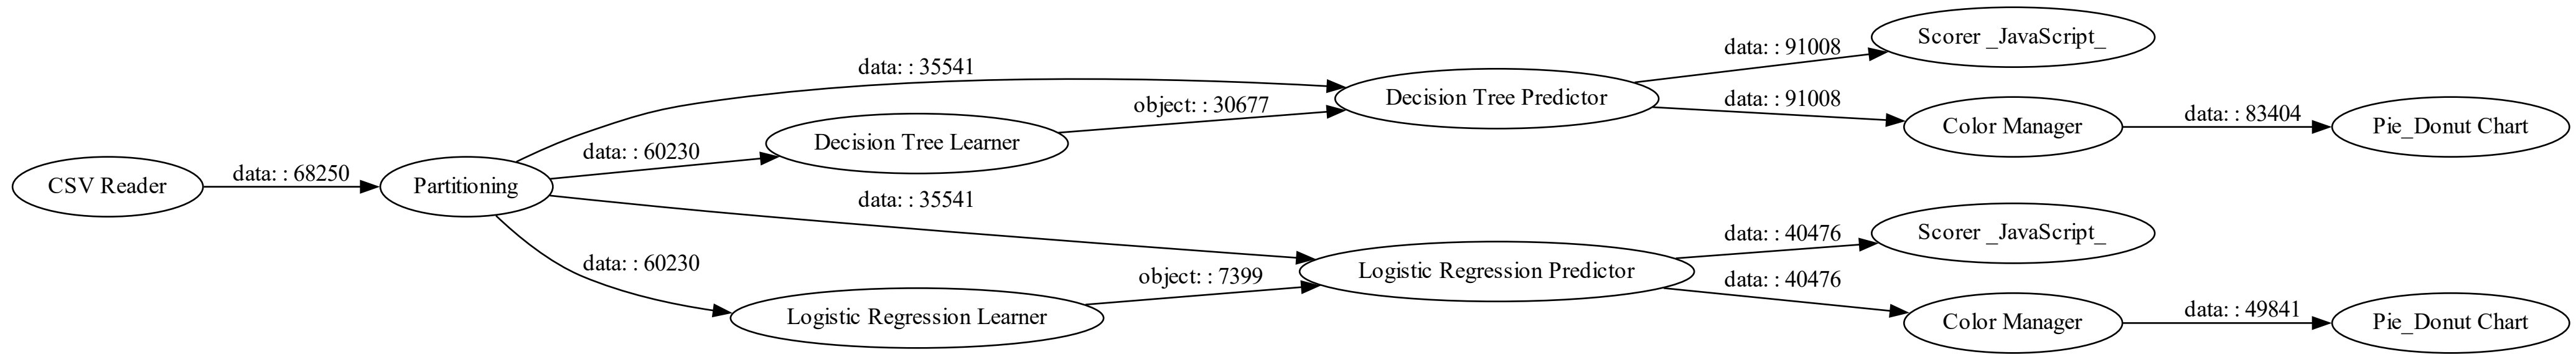 CSV Reader
data: : 68250
Partitioning
data: : 35541
data: : 60230
data: : 35541
data: : 60230
Decision Tree Learner
object: : 30677
Logistic Regression Learner
object: : 7399
Decision Tree Predictor
data: : 91008
data: : 91008
Logistic Regression Predictor
data: : 40476
data: : 40476
Scorer _JavaScript_
Color Manager
data: : 83404
Pie_Donut Chart
Scorer _JavaScript_
Color Manager
data: : 49841
Pie_Donut Chart